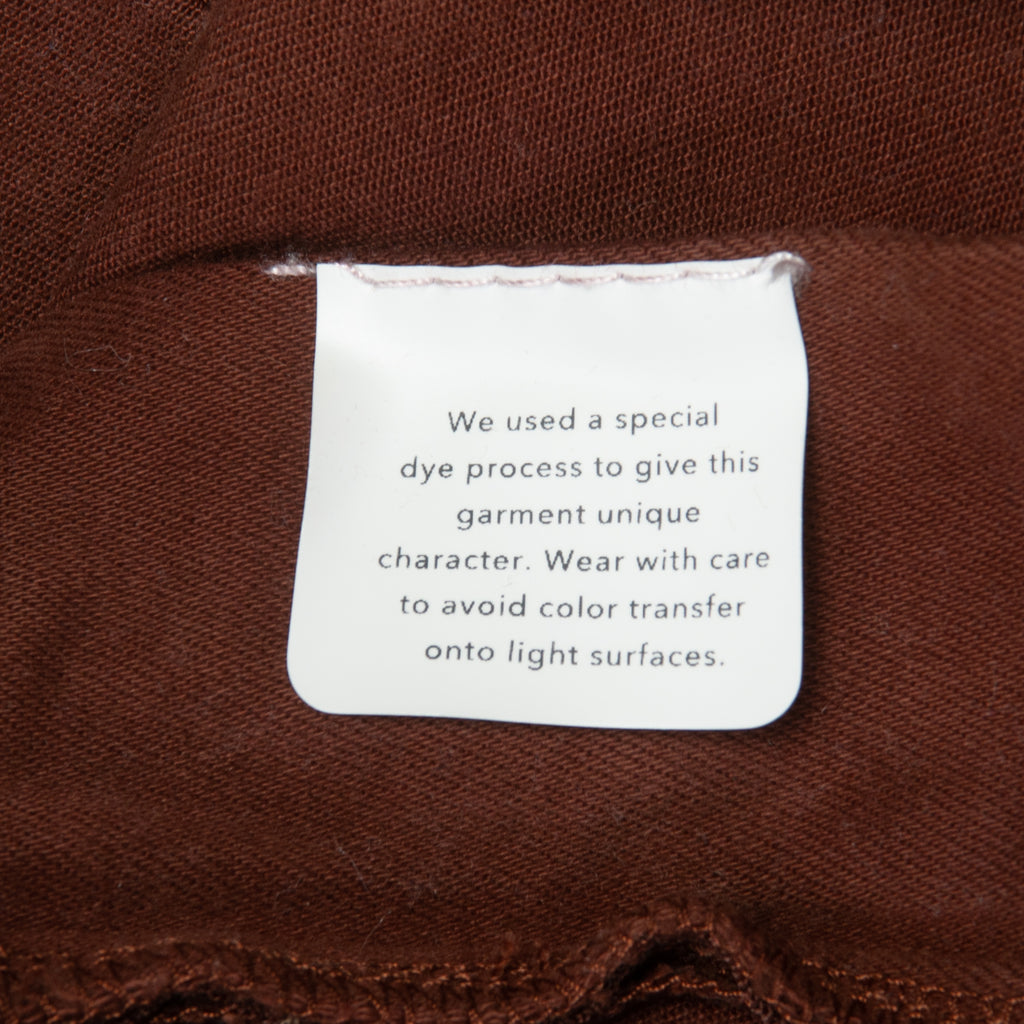 We used a special
dye process to give this
garment unique
character. Wear with care
to avoid color transfer
onto light surfaces.